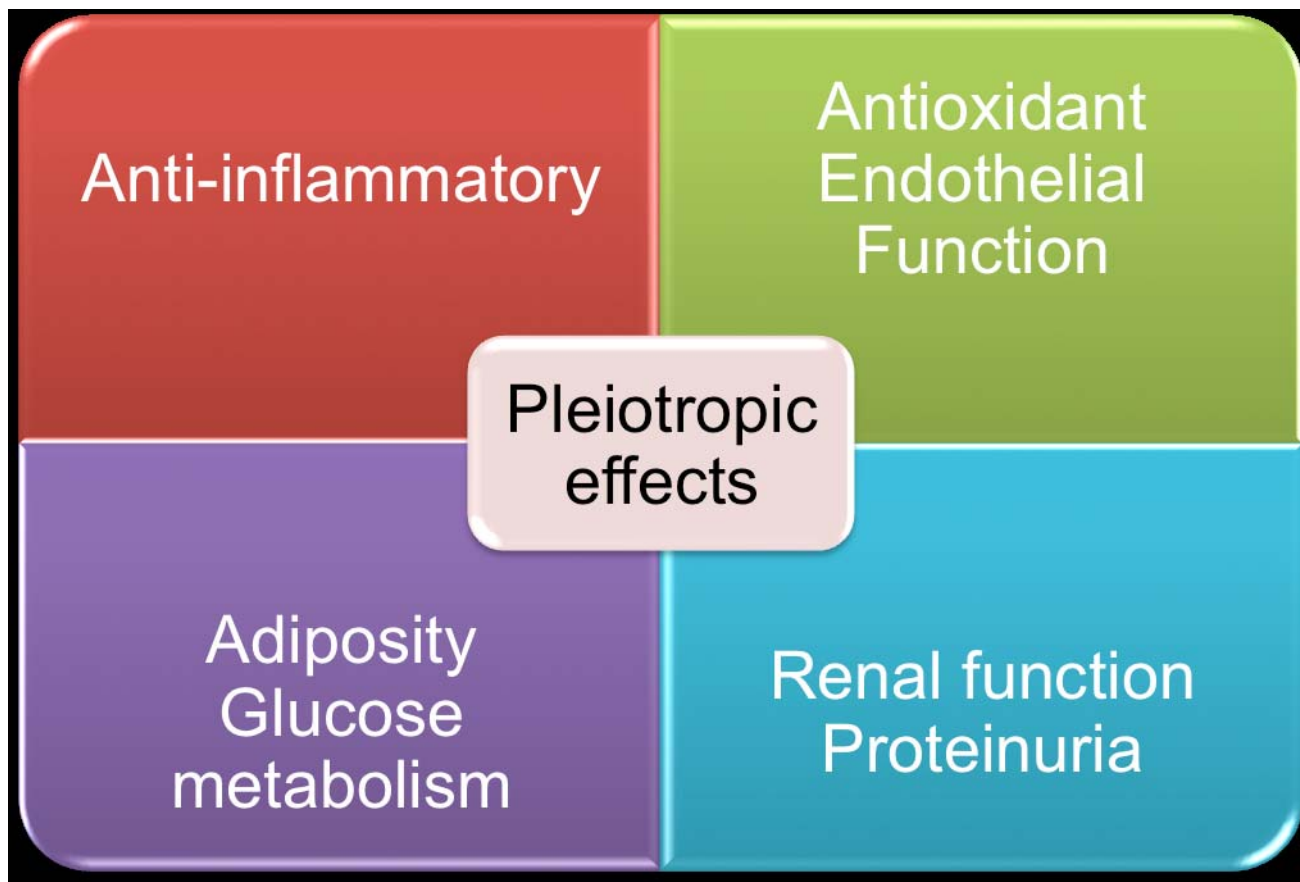 Anti-inflammatory
Antioxidant
Endothelial
Function
Pleiotropic
effects
Adiposity
Glucose
metabolism
Renal function
Proteinuria